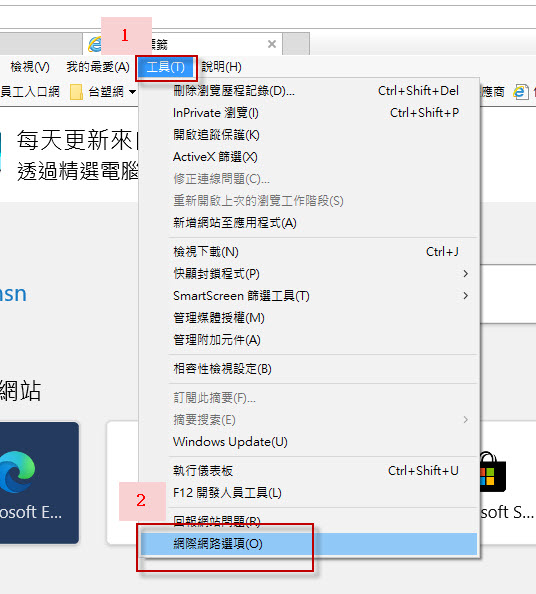 1
標籤
檢視(V) 我的最愛(A) 工具(T) 說明(H)
員工入口網 台塑網 應商
每天更新來
透過精選電腦
刪除瀏覽歷程記錄(D)... Ctrl+Shift+Del
InPrivate 瀏覽(I) Ctrl+Shift+P
開啟追蹤保護(K)
ActiveX 篩選(X)
修正連線問題(C)...
重新開啟上次的瀏覽工作階段(S)
新增網站至應用程式(A)
檢視下載(N) Ctrl+J
快顯封鎖程式(P)
SmartScreen 篩選工具(T)
管理媒體授權(M)
管理附加元件(A)
相容性檢視設定(B)
訂閱此摘要(F)...
摘要搜索(E)
Windows Update(U)
執行儀表板 Ctrl+Shift+U
F12 開發人員工具(L)
回報網站問題(R)
網際網路選項(O)
msn
網站
osoft E...
soft S...
2